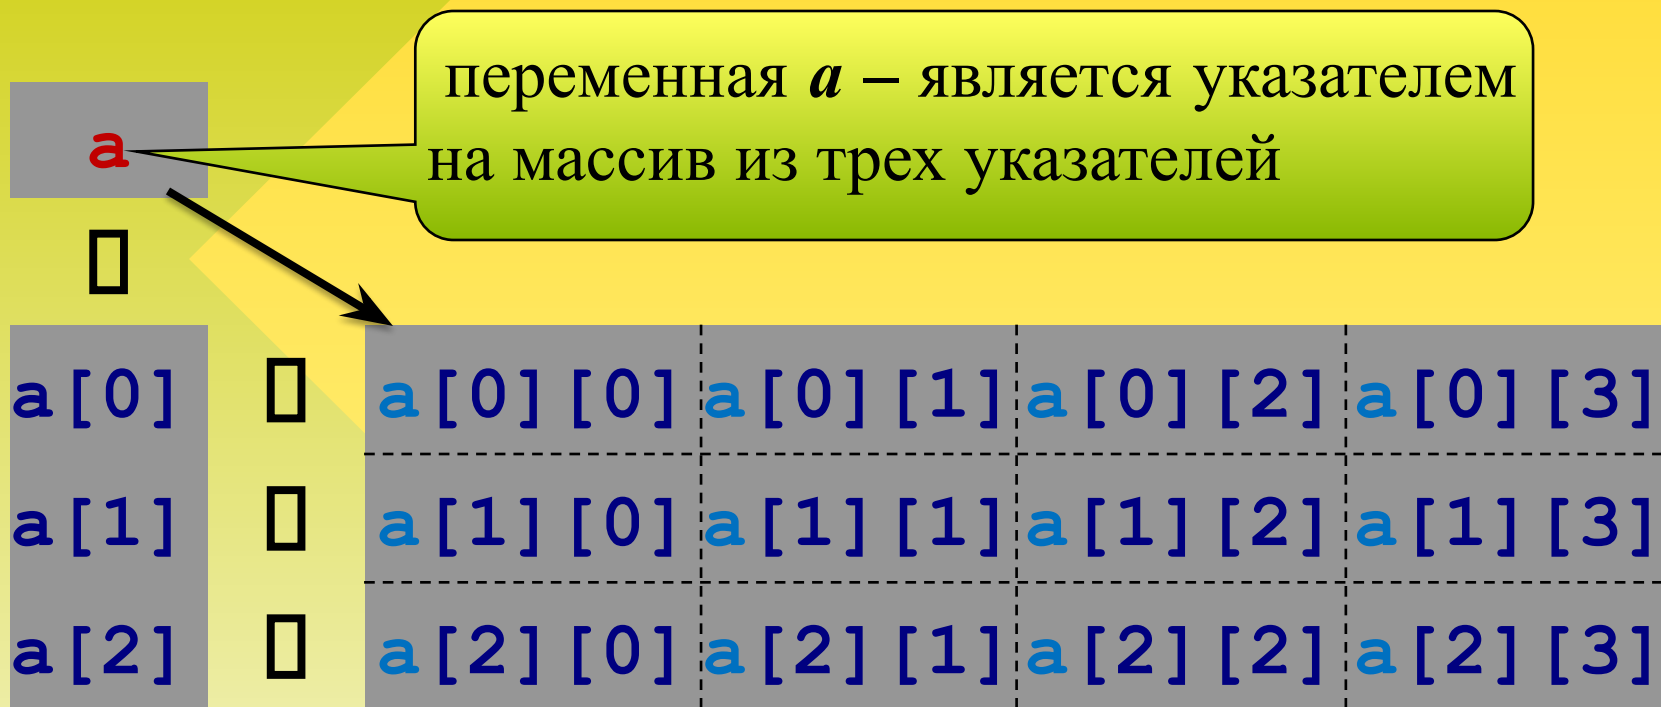 переменная a – является указателем
на массив из трех указателей
a
a[0] a[0][0] a[0][1] a[0][2] a[0][3]
a[1] a[1][0] a[1][1] a[1][2] a[1][3]
a[2] a[2][0] a[2][1] a[2][2] a[2][3]